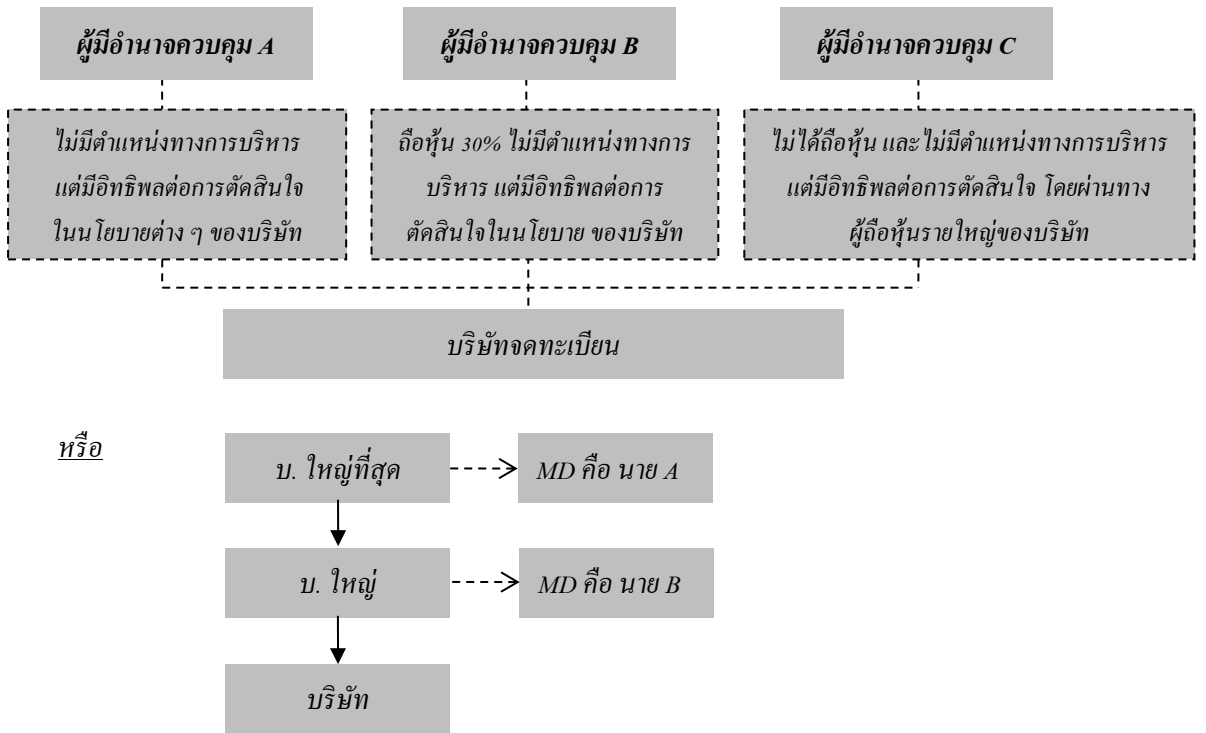 ผู้มีอำนาจควบคุม A
ผู้มีอำนาจควบคุม B
ผู้มีอำนาจควบคุม C
ไม่มีตำแหน่งทางการบริหาร
แต่มีอิทธิพลต่อการตัดสินใจ
ในนโยบายต่าง ๆ ของบริษัท
ถือหุ้น 30% ไม่มีตำแหน่งทางการ
บริหาร แต่มีอิทธิพลต่อการ
ตัดสินใจในนโยบาย ของบริษัท
ไม่ได้ถือหุ้น และไม่มีตำแหน่งทางการบริหาร
แต่มีอิทธิพลต่อการตัดสินใจ โดยผ่านทาง
ผู้ถือหุ้นรายใหญ่ของบริษัท
บริษัทจดทะเบียน
หรือ
บ. ใหญ่ที่สุด
MD คือ นาย A
บ. ใหญ่
MD คือ นาย B
บริษัท